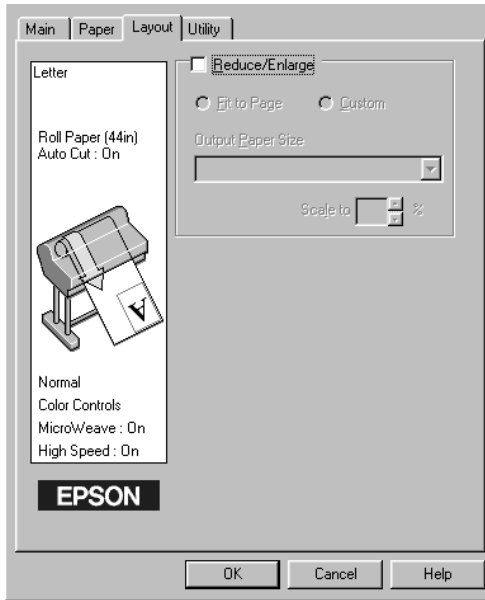 Main Paper Layout Utility
Letter
Roll Paper (44in)
Auto Cut : On
A
Normal
Color Controls
MicroWeave : On
High Speed : On
EPSON
Reduce/Enlarge
Fit to Page Custom
Output Paper Size
Scale to %
OK Cancel Help